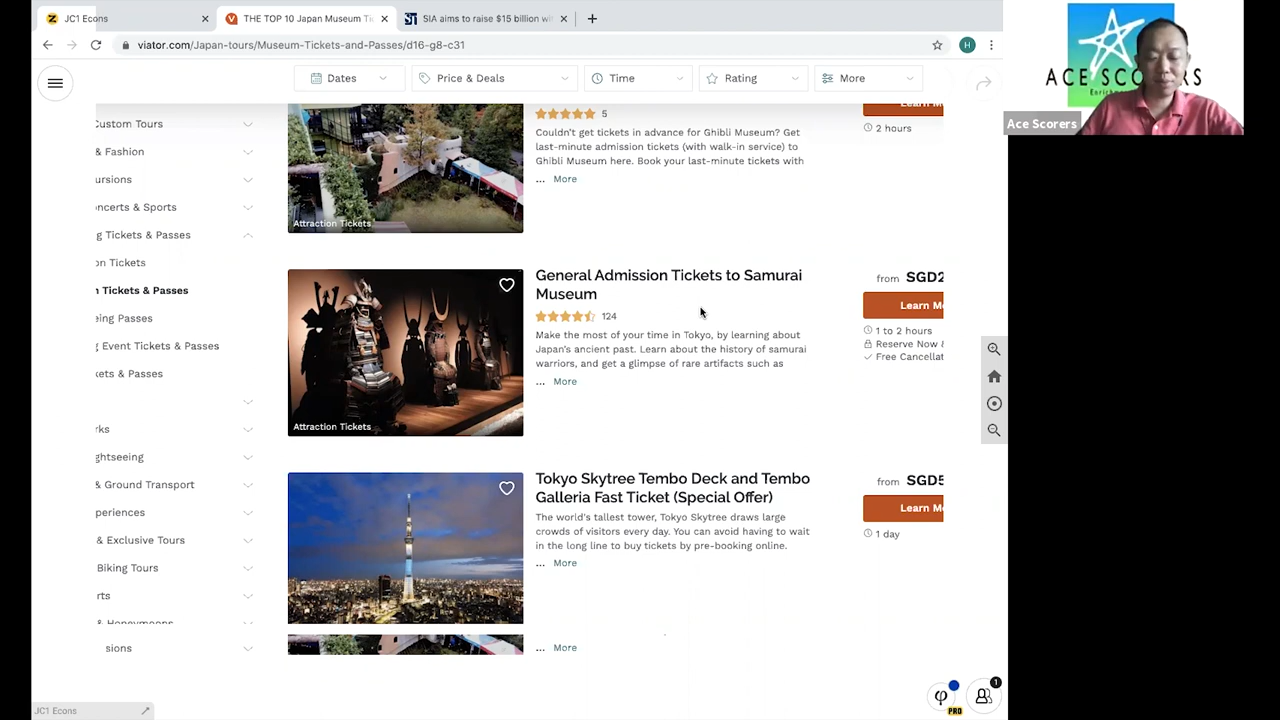 JC1 Econs
THE TOP 10 Japan Museum Ti
SIA aims to raise $15 billion wi
viator.com/Japan-tours/Museum-Tickets-and-Passes/d16-g8-c31
H
Dates
Price & Deals
Time
Rating
More
ACE SCORERS
Ace Scorers
Custom Tours
& Fashion
ursions
oncerts & Sports
g Tickets & Passes
on Tickets
n Tickets & Passes
eing Passes
g Event Tickets & Passes
kets & Passes
rks
ghtseeing
& Ground Transport
periences
& Exclusive Tours
Biking Tours
rts
& Honeymoons
sions
5
Couldn't get tickets in advance for Ghibli Museum? Get
last-minute admission tickets (with walk-in service) to
Ghibli Museum here. Book your last-minute tickets with
... More
Attraction Tickets
Learn M
2 hours
General Admission Tickets to Samurai
Museum
124
Make the most of your time in Tokyo, by learning about
Japan's ancient past. Learn about the history of samurai
warriors, and get a glimpse of rare artifacts such as
... More
Attraction Tickets
from SGD2
Learn M
1 to 2 hours
Reserve Now &
Free Cancellat
Tokyo Skytree Tembo Deck and Tembo
Galleria Fast Ticket (Special Offer)
The world's tallest tower, Tokyo Skytree draws large
crowds of visitors every day. You can avoid having to wait
in the long line to buy tickets by pre-booking online.
... More
from SGD5
Learn M
1 day
... More
JC1 Econs
PRO
1